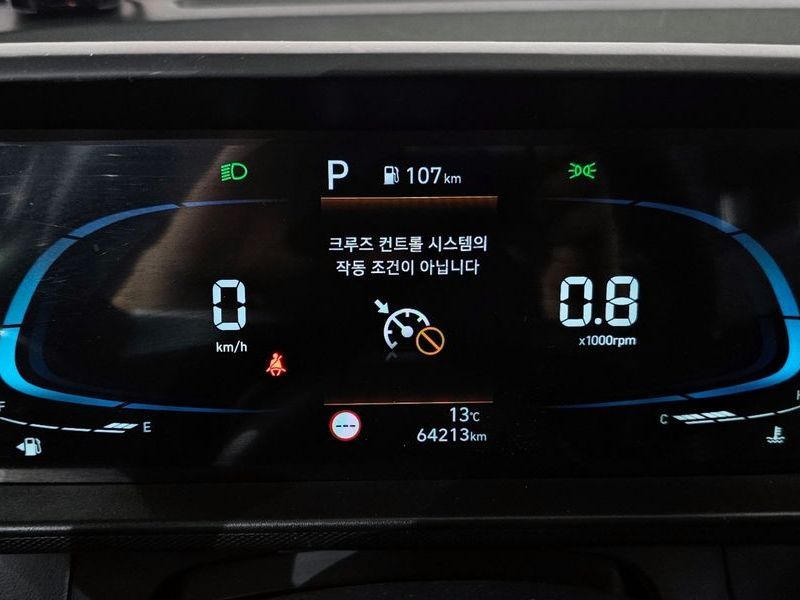 P 107km
크루즈 컨트롤 시스템의
작동 조건이 아닙니다
0
km/h
0.8
x1000rpm
F
E
---
13℃
64213km
C
H